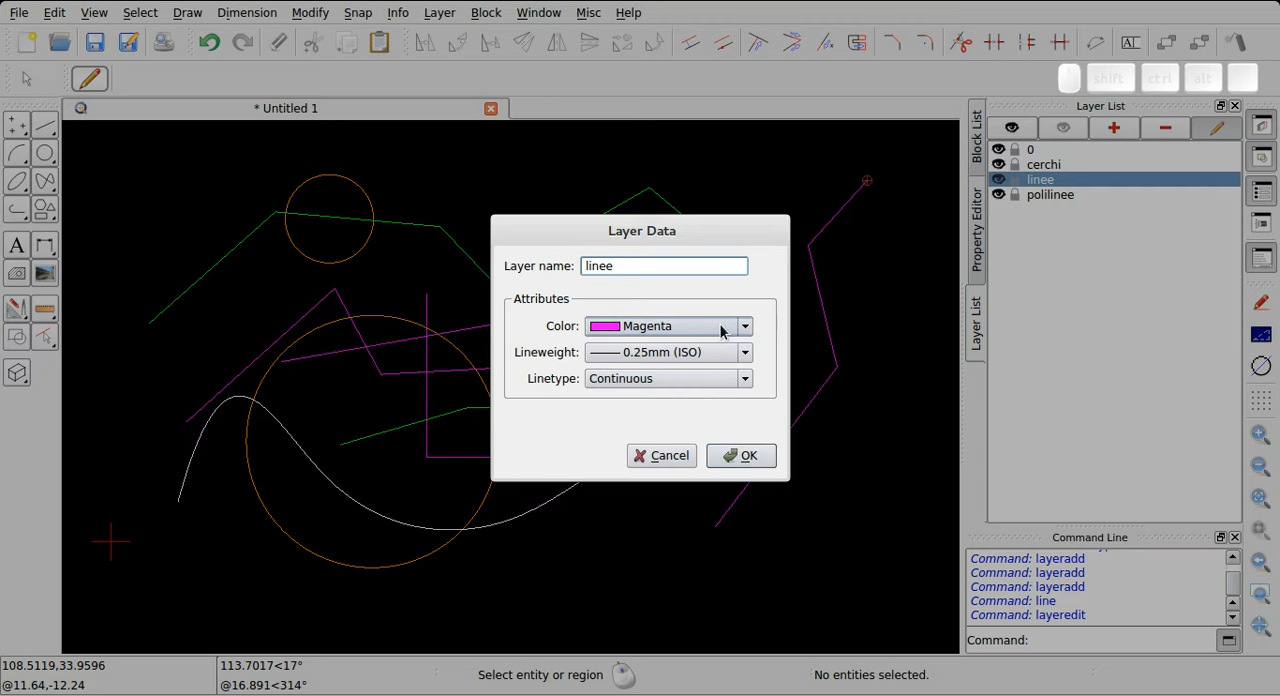 File Edit View Select Draw Dimension Modify Snap Info Layer Block Window Misc Help
shift ctrl alt
* Untitled 1
Layer List
Block List
Property Editor
Layer List
0
cerchi
linee
polilinee
Layer Data
Layer name: linee
Attributes
Color: Magenta
Lineweight: 0.25mm (ISO)
Linetype: Continuous
Cancel OK
A
Command Line
Command: layeradd
Command: layeradd
Command: layeradd
Command: line
Command: layeredit
Command:
108.5119,33.9596
@11.64,-12.24
113.7017<17°
@16.891<314°
Select entity or region
No entities selected.